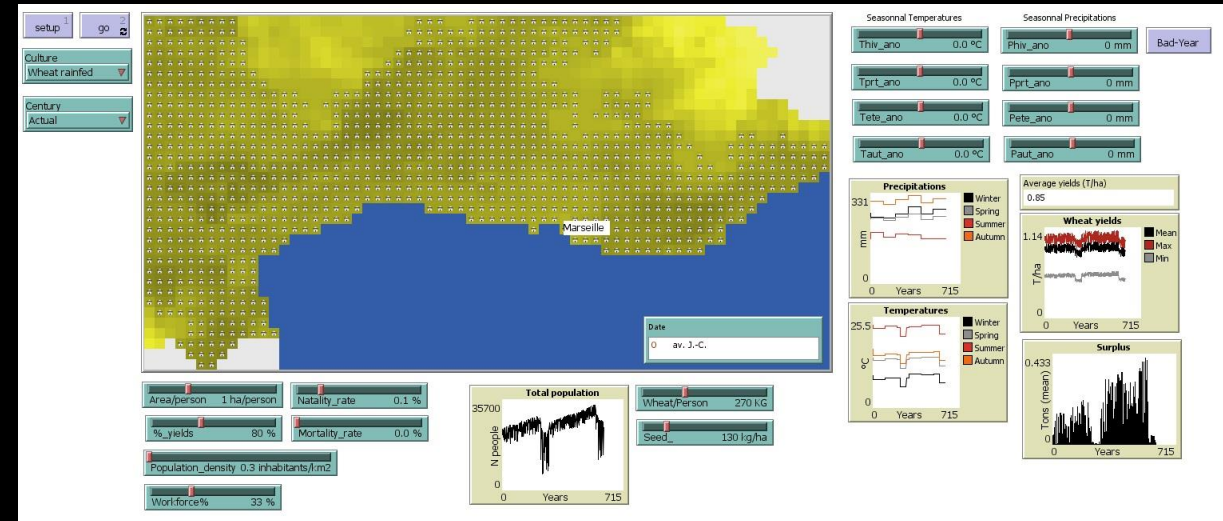 setup 1
go 2
Culture
Wheat rainfed
Century
Actual
Marseille
Date
0 av. J.-C.
Seasonnal Temperatures
Seasonnal Precipitations
Thiv_ano 0.0 ºC
Phiv_ano 0 mm
Bad-Year
Tprt_ano 0.0 ºC
Pprt_ano 0 mm
Tete_ano 0.0 ºC
Pete_ano 0 mm
Taut_ano 0.0 ºC
Paut_ano 0 mm
Precipitations
331
mm
0
0 Years 715
Winter
Spring
Summer
Autumn
Average yields (T/ha)
0.85
Wheat yields
1.14
T/ha
0
0 Years 715
Mean
Max
Min
Temperatures
25.5
ºC
0
0 Years 715
Winter
Spring
Summer
Autumn
Surplus
0.433
Tons (mean)
0
0 Years 715
Area/person 1 ha/person
Natality_rate 0.1 %
%_yields 80 %
Mortality_rate 0.0 %
Population_density 0.3 inhabitants/km2
Workforce% 33 %
Total population
35700
N people
0
0 Years 715
Wheat/Person 270 KG
Seed_ 130 kg/ha